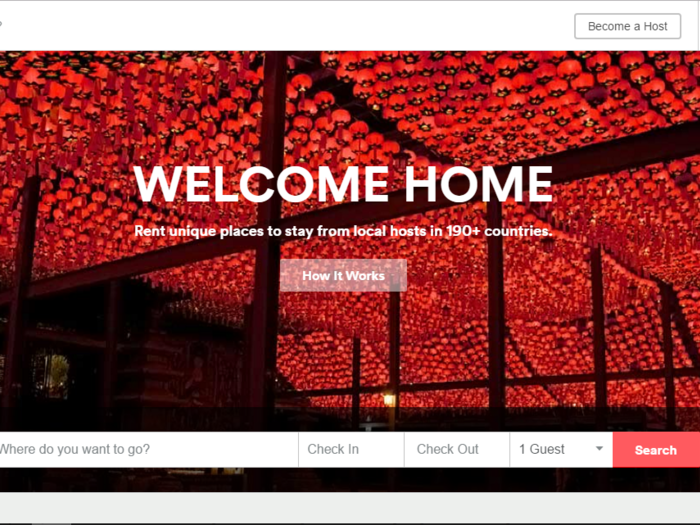 Become a Host
WELCOME HOME
Rent unique places to stay from local hosts in 190+ countries.
How It Works
Where do you want to go?
Check In
Check Out
1 Guest
Search